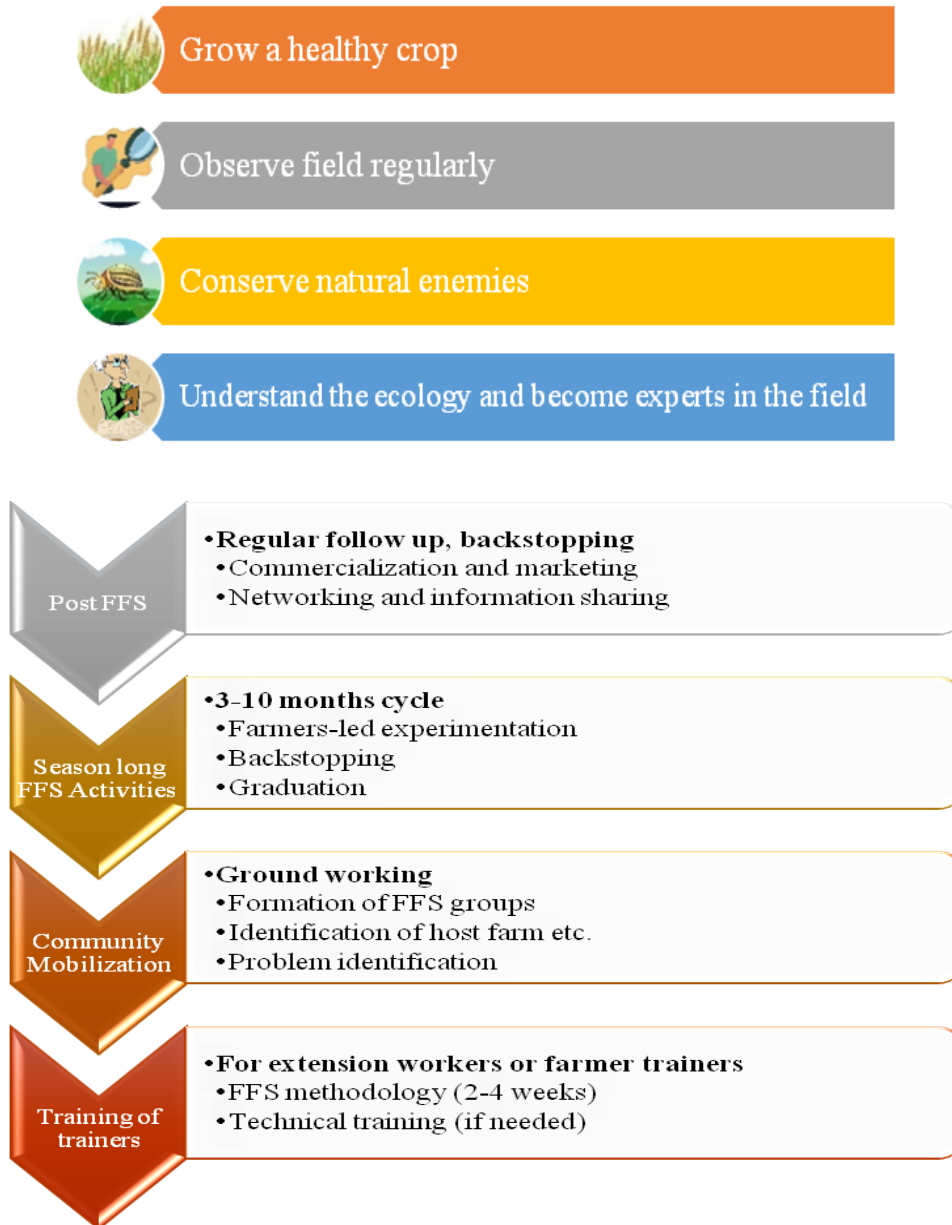 Grow a healthy crop
Observe field regularly
Conserve natural enemies
Understand the ecology and become experts in the field
Post FFS
•Regular follow up, backstopping
•Commercialization and marketing
•Networking and information sharing
Season long
FFS Activities
•3-10 months cycle
•Farmers-led experimentation
•Backstopping
•Graduation
Community
Mobilization
•Ground working
•Formation of FFS groups
•Identification of host farm etc.
•Problem identification
Training of
trainers
•For extension workers or farmer trainers
•FFS methodology (2-4 weeks)
•Technical training (if needed)